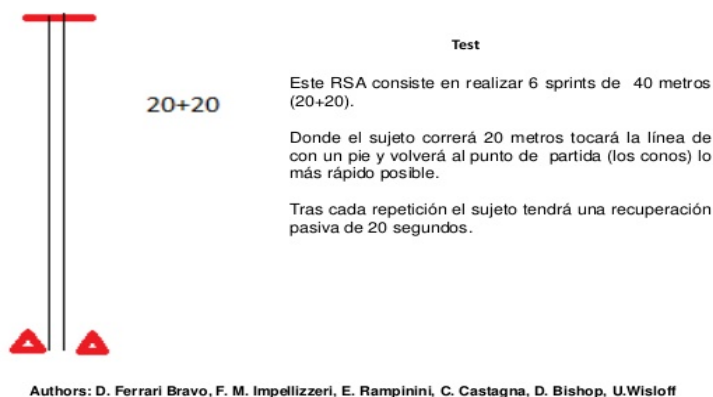 Test
Este RSA consiste en realizar 6 sprints de 40 metros
(20+20).
20+20
Donde el sujeto correrá 20 metros tocará la línea de
con un pie y volverá al punto de partida (los conos) lo
más rápido posible.
Tras cada repetición el sujeto tendrá una recuperación
pasiva de 20 segundos.
Authors: D. Ferrari Bravo, F. M. Impellizzeri, E. Rampinini, C. Castagna, D. Bishop, U.Wisloff